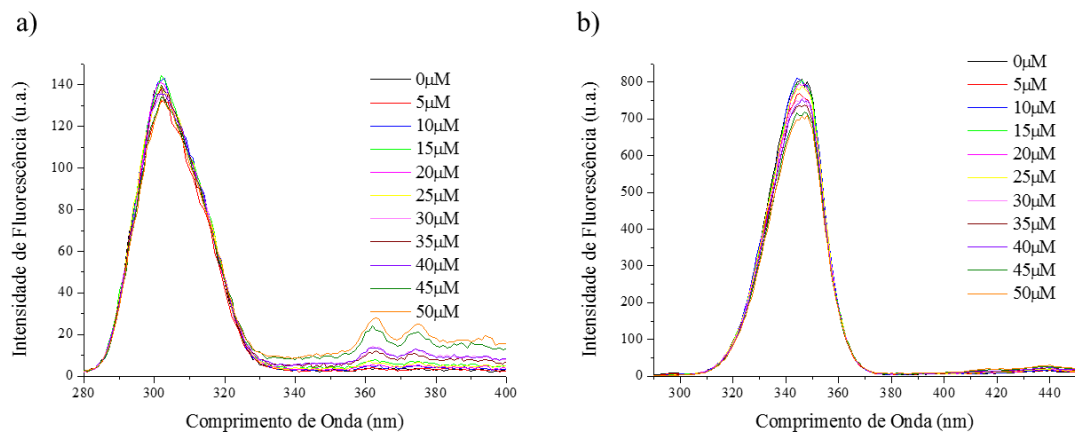 a)
Intensidade de Fluorescência (u.a.)
140
120
100
80
60
40
20
0
280
300
320
340
360
380
400
Comprimento de Onda (nm)
0µM
5µM
10µM
15µM
20µM
25µM
30µM
35µM
40µM
45µM
50µM
b)
Intensidade de Fluorescência (u.a.)
800
700
600
500
400
300
200
100
0
300
320
340
360
380
400
420
440
Comprimento de Onda (nm)
0µM
5µM
10µM
15µM
20µM
25µM
30µM
35µM
40µM
45µM
50µM